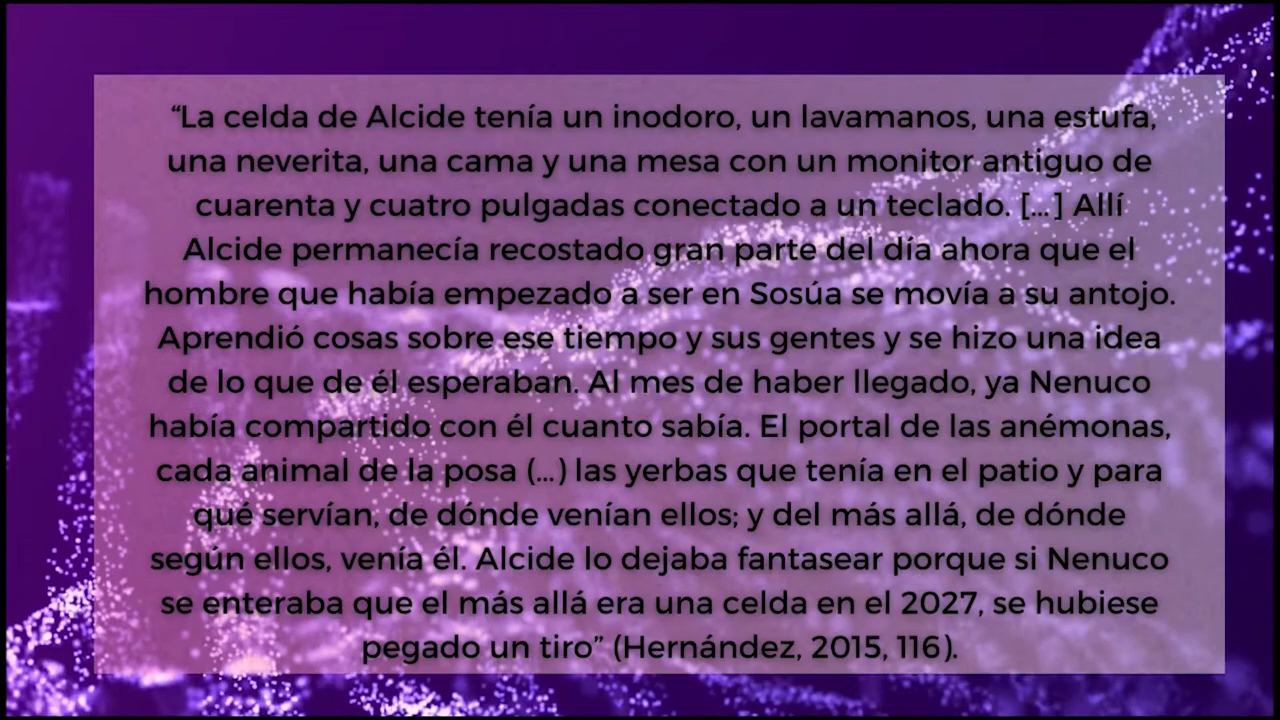 “La celda de Alcide tenía un inodoro, un lavamanos, una estufa,
una neverita, una cama y una mesa con un monitor antiguo de
cuarenta y cuatro pulgadas conectado a un teclado. [...] Allí
Alcide permanecía recostado gran parte del día ahora que el
hombre que había empezado a ser en Sosúa se movía a su antojo.
Aprendió cosas sobre ese tiempo y sus gentes y se hizo una idea
de lo que de él esperaban. Al mes de haber llegado, ya Nenuco
había compartido con él cuanto sabía. El portal de las anémonas,
cada animal de la posa (...) las yerbas que tenía en el patio y para
qué servían, de dónde venían ellos; y del más allá, de dónde
según ellos, venía él. Alcide lo dejaba fantasear porque si Nenuco
se enteraba que el más allá era una celda en el 2027, se hubiese
pegado un tiro” (Hernández, 2015, 116).